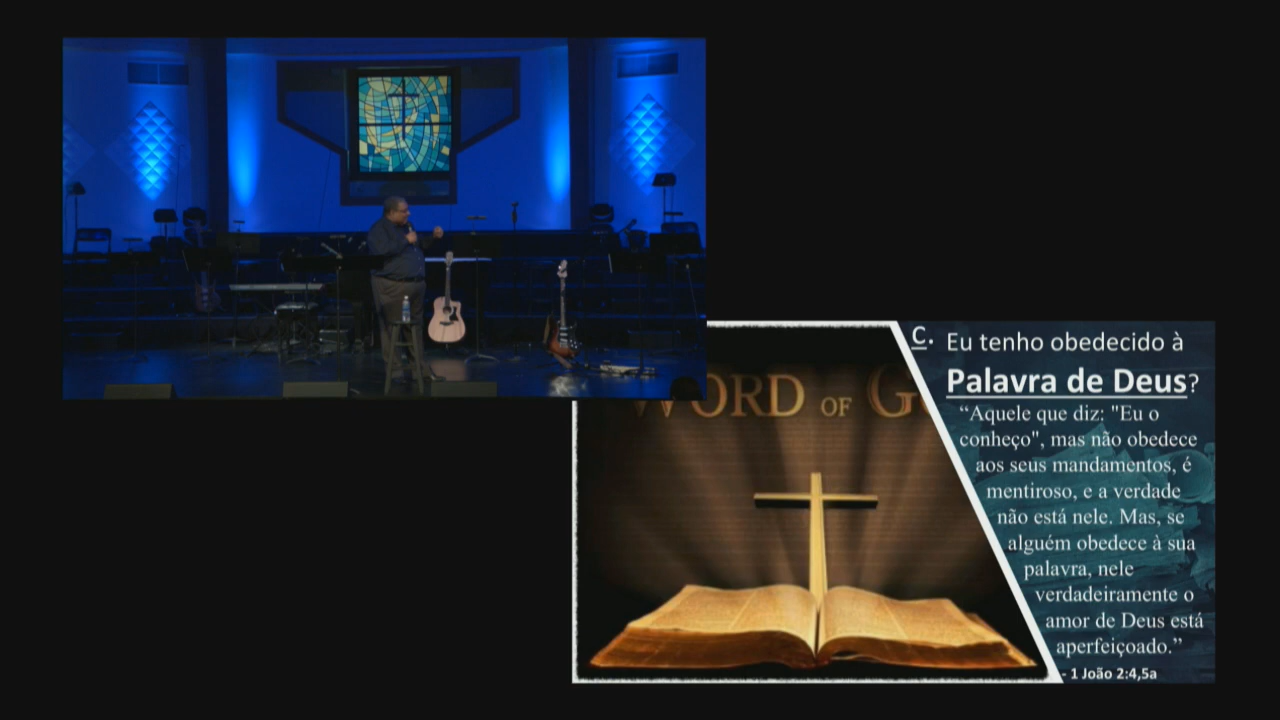 WORD OF
C. Eu tenho obedecido à
Palavra de Deus?
“Aquele que diz: "Eu o
conheço", mas não obedece
aos seus mandamentos, é
mentiroso, e a verdade
não está nele. Mas, se
alguém obedece à sua
palavra, nele
verdadeiramente o
amor de Deus está
aperfeiçoado.”
- 1 João 2:4,5a